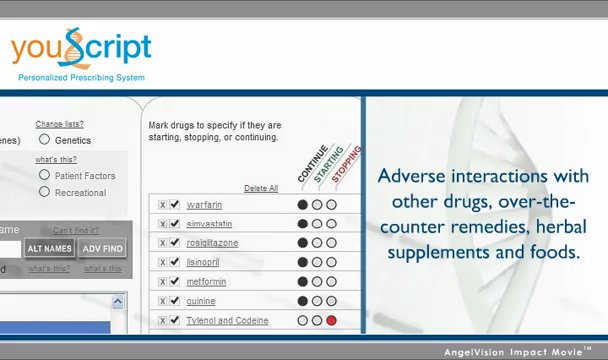 youScript
Personalized Prescribing System
Change lists?
enes)
Genetics
what's this?
Patient Factors
Recreational
ame
Can't find it?
ALT NAMES
ADV FIND
d
what's this?
what's this
Mark drugs to specify if they are
starting, stopping, or continuing.
CONTINUE
STARTING
STOPPING
Delete All
x warfarin
x simvastatin
x rosiglitazone
x lisinopril
x metformin
x quinine
x Tylenol and Codeine
Adverse interactions with
other drugs, over-the-
counter remedies, herbal
supplements and foods.
AngelVision Impact Movie™